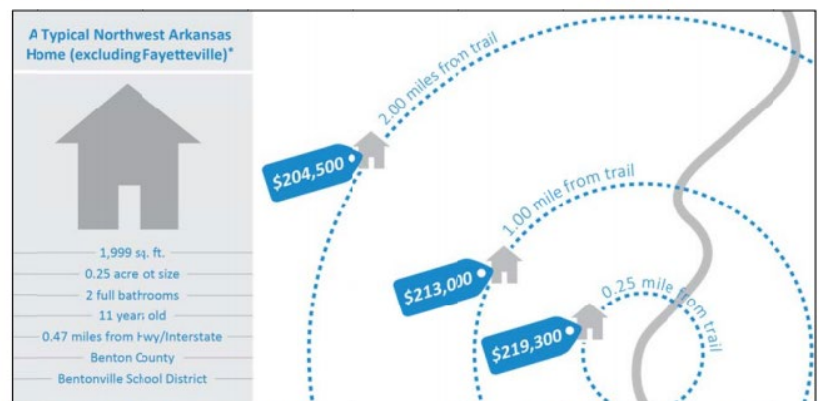 A Typical Northwest Arkansas
Home (excluding Fayetteville)*
1,999 sq. ft.
0.25 acre ot size
2 full bathrooms
11 years old
0.47 miles from Hwy/Interstate
Benton County
Bentonville School District
2.00 miles from trail
$204,500
1.00 mile from trail
$213,000
0.25 mile from trail
$219,300